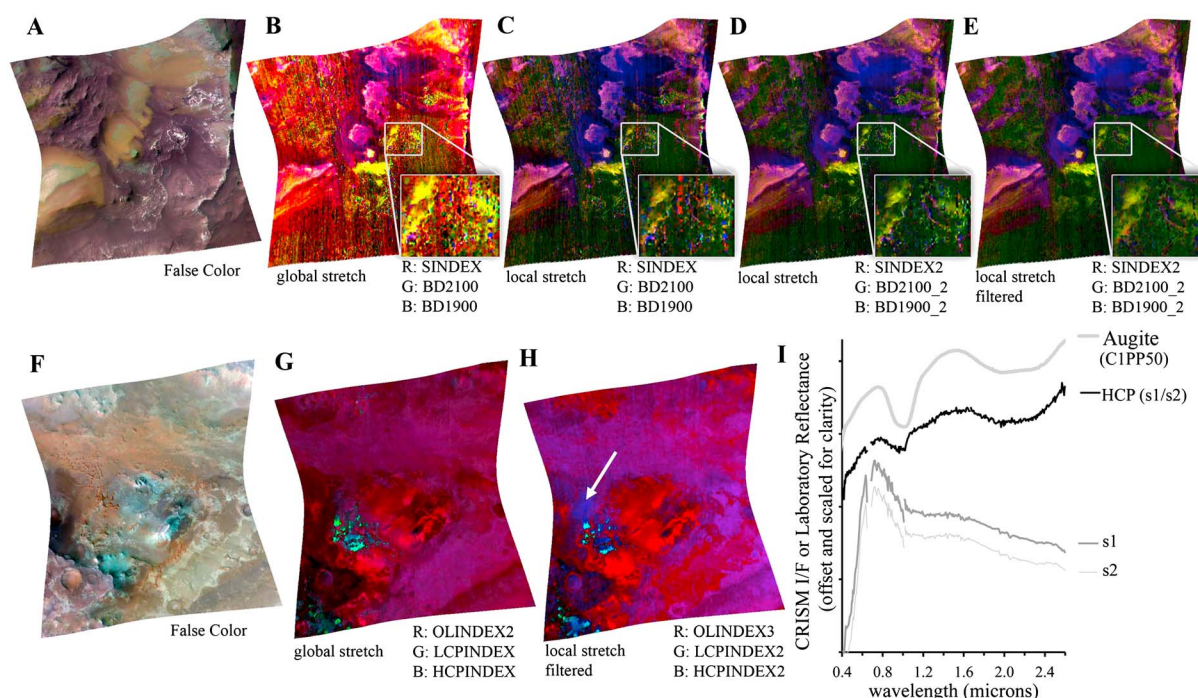 A
B
C
D
E
False Color
global stretch
R: SINDEX
G: BD2100
B: BD1900
local stretch
R: SINDEX
G: BD2100
B: BD1900
local stretch
R: SINDEX2
G: BD2100_2
B: BD1900_2
local stretch
filtered
R: SINDEX2
G: BD2100_2
B: BD1900_2
F
G
H
I
False Color
global stretch
R: OLINDEX2
G: LCPINDEX
B: HCPINDEX
local stretch
filtered
R: OLINDEX3
G: LCPINDEX2
B: HCPINDEX2
CRISM I/F or Laboratory Reflectance
(offset and scaled for clarity)
Augite
(C1PP50)
HCP (s1/s2)
s1
s2
0.4 0.8 1.2 1.6 2.0 2.4
wavelength (microns)